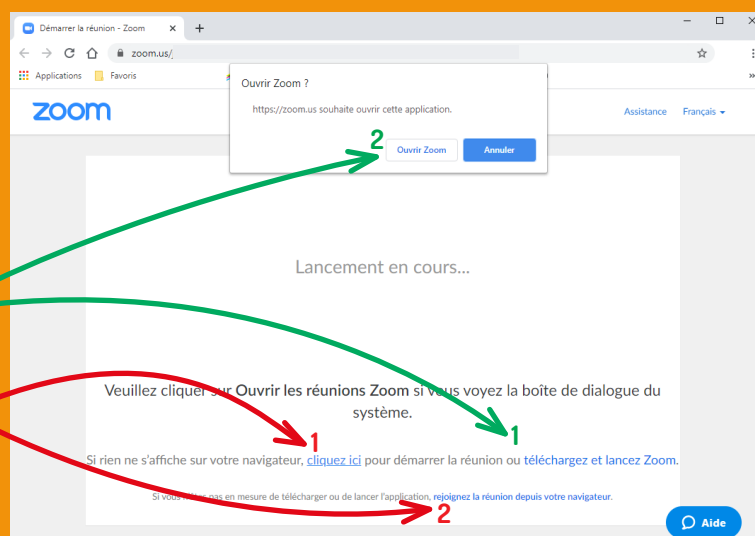 Démarrer la réunion - Zoom
zoom.us/
Applications Favoris
Ouvrir Zoom ?
https://zoom.us souhaite ouvrir cette application.
2
Ouvrir Zoom Annuler
zoom
Assistance Français
Lancement en cours...
Veuillez cliquer sur Ouvrir les réunions Zoom si vous voyez la boîte de dialogue du
système.
1 1
Si rien ne s'affiche sur votre navigateur, cliquez ici pour démarrer la réunion ou téléchargez et lancez Zoom.
Si vous n'êtes pas en mesure de télécharger ou de lancer l'application, rejoignez la réunion depuis votre navigateur.
2
Aide